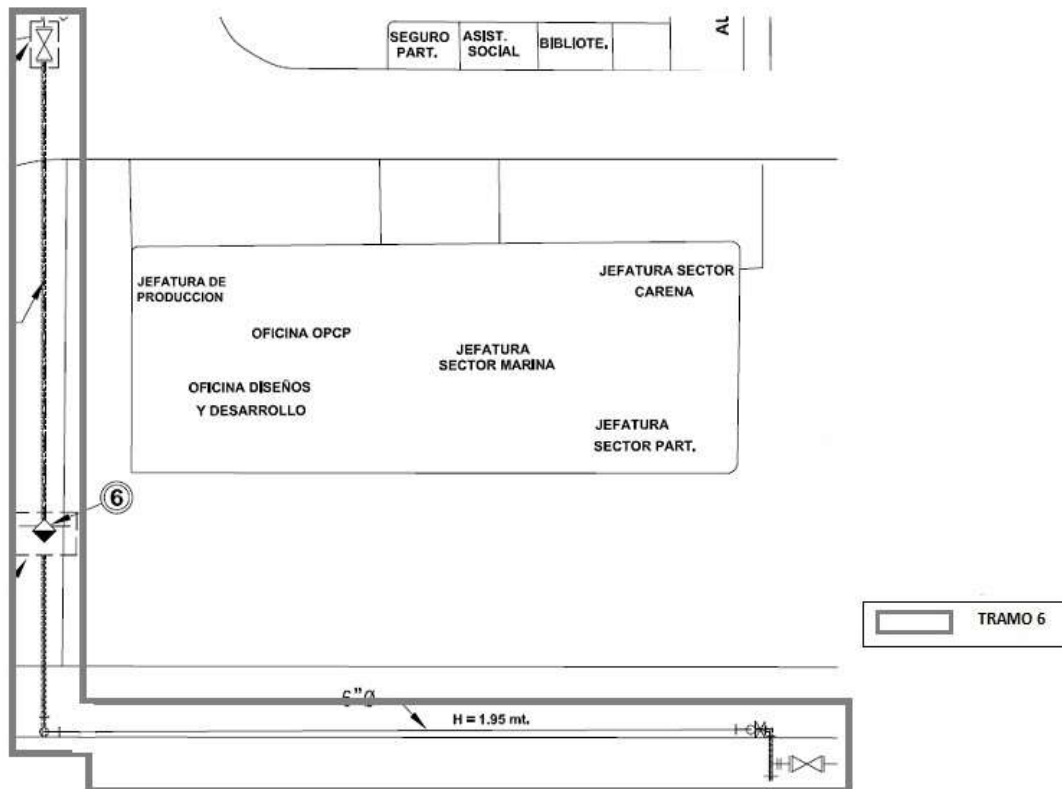 SEGURO
PART.
ASIST.
SOCIAL
BIBLIOTE.
JEFATURA DE
PRODUCCION
OFICINA OPCP
OFICINA DISEÑOS
Y DESARROLLO
JEFATURA
SECTOR MARINA
JEFATURA SECTOR
CARENA
JEFATURA
SECTOR PART.
6
TRAMO 6
6"Ø
H = 1.95 mt.